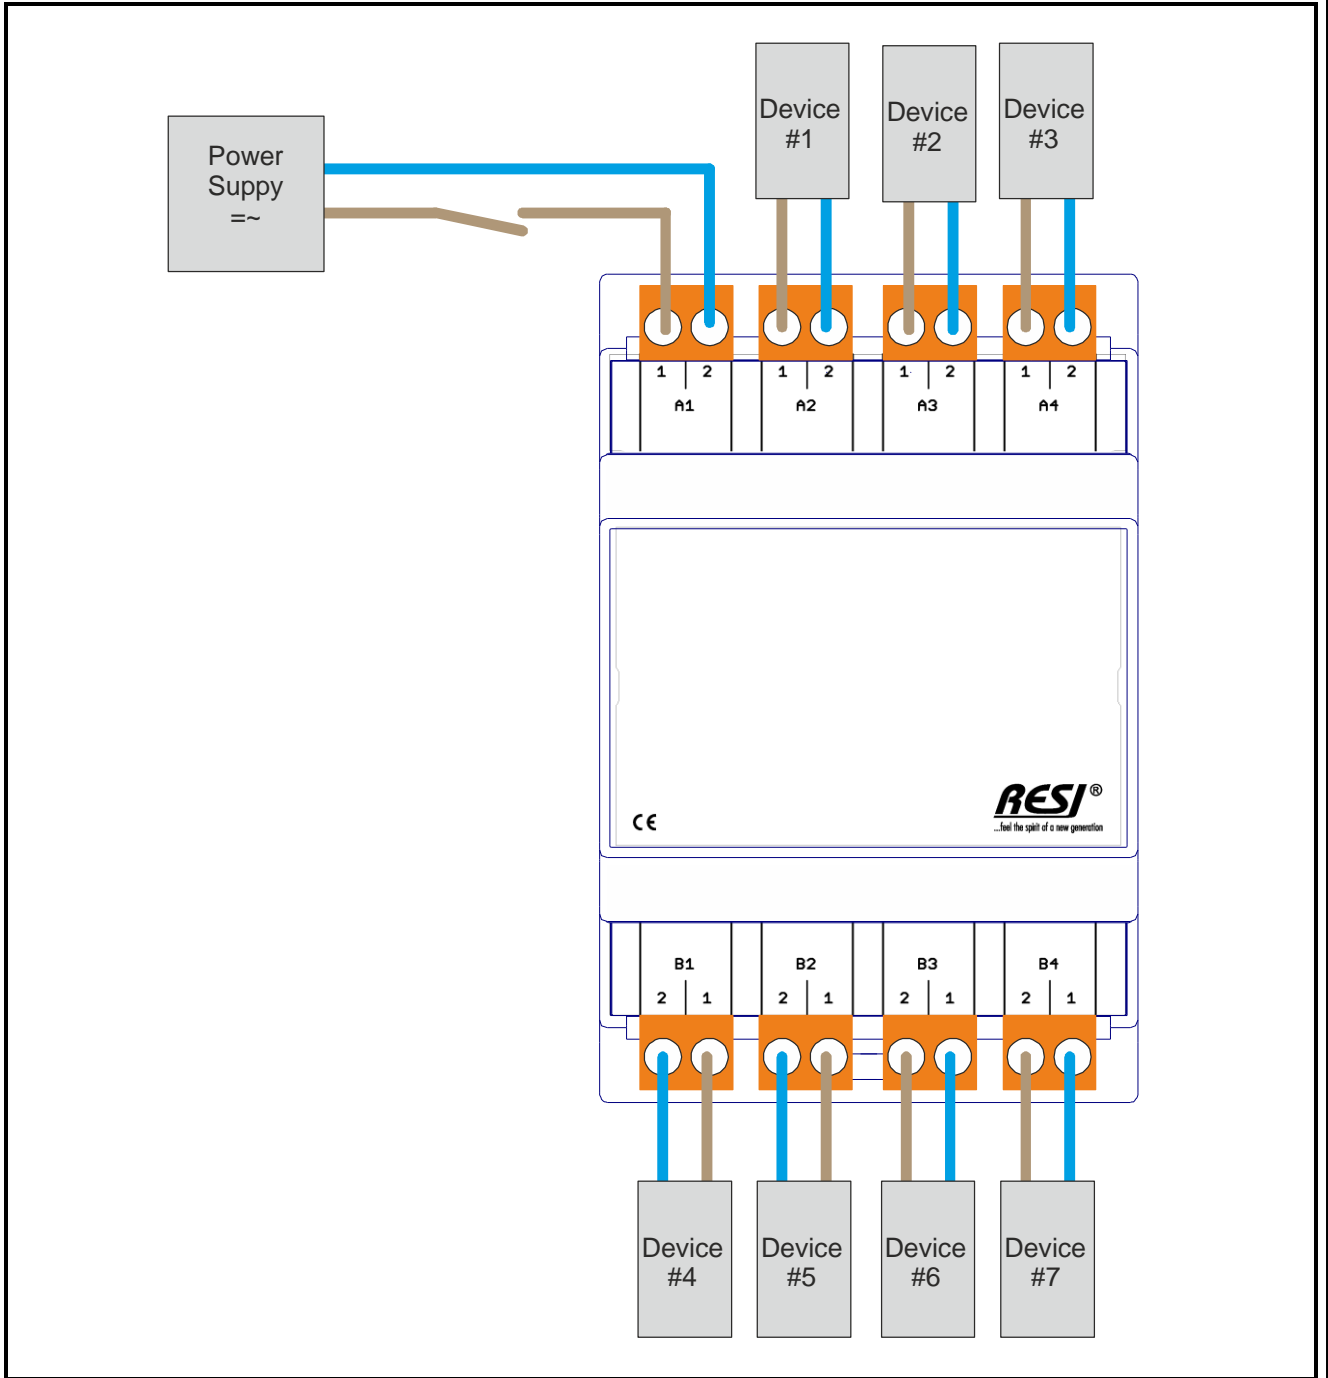 Device
#1
Device
#2
Device
#3
Power
Suppy
=~
1 2
A1
1 2
A2
1 2
A3
1 2
A4
CE
RESI®
...feel the spirit of a new generation
B1
2 1
B2
2 1
B3
2 1
B4
2 1
Device
#4
Device
#5
Device
#6
Device
#7